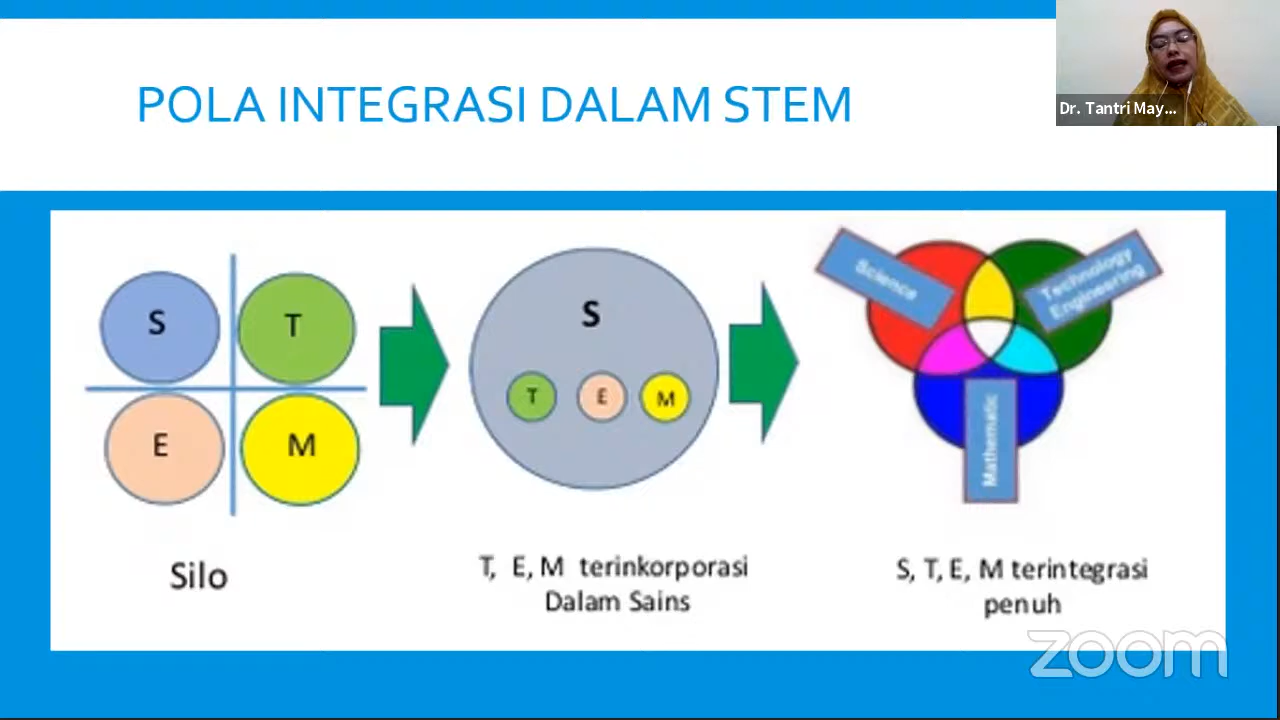 POLA INTEGRASI DALAM STEM
Dr. Tantri May...
S
T
E
M
Silo
S
T
E
M
T, E, M terinkorporasi
Dalam Sains
Science
Technology
Engineering
Mathematic
S, T, E, M terintegrasi
penuh
zoom